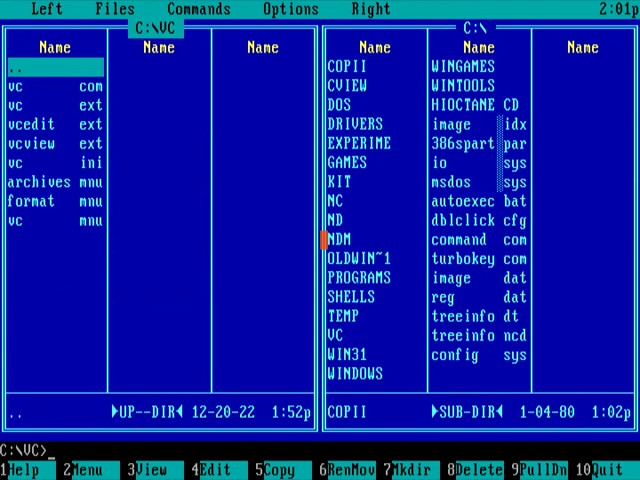 Left Files Commands Options Right 2:01p
C:\VC
Name Name Name
..
vc com
vc ext
vcedit ext
vcview ext
vc ini
archives mnu
format mnu
vc mnu
.. ►UP--DIR◄ 12-20-22 1:52p
C:\
Name Name Name
COPII
CVIEW
DOS
DRIVERS
EXPERIME
GAMES
KIT
NC
ND
NDM
OLDWIN~1
PROGRAMS
SHELLS
TEMP
VC
WIN31
WINDOWS
WINGAMES
WINTOOLS
HIOCTANE CD
image idx
386spart par
io sys
msdos sys
autoexec bat
dblclick cfg
command com
turbokey com
image dat
reg dat
treeinfo dt
treeinfo ncd
config sys
COPII ►SUB-DIR◄ 1-04-80 1:02p
C:\VC>_
1Help 2Menu 3View 4Edit 5Copy 6RenMov 7Mkdir 8Delete 9PullDn 10Quit